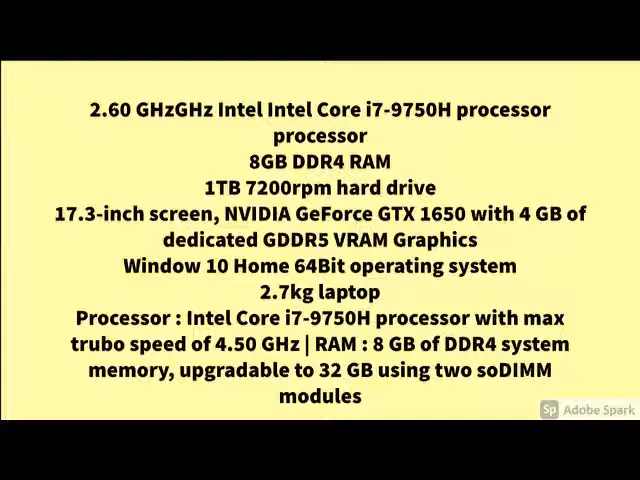 2.60 GHzGHz Intel Intel Core i7-9750H processor
processor
8GB DDR4 RAM
1TB 7200rpm hard drive
17.3-inch screen, NVIDIA GeForce GTX 1650 with 4 GB of
dedicated GDDR5 VRAM Graphics
Window 10 Home 64Bit operating system
2.7kg laptop
Processor : Intel Core i7-9750H processor with max
trubo speed of 4.50 GHz | RAM : 8 GB of DDR4 system
memory, upgradable to 32 GB using two soDIMM
modules
Sp Adobe Spark